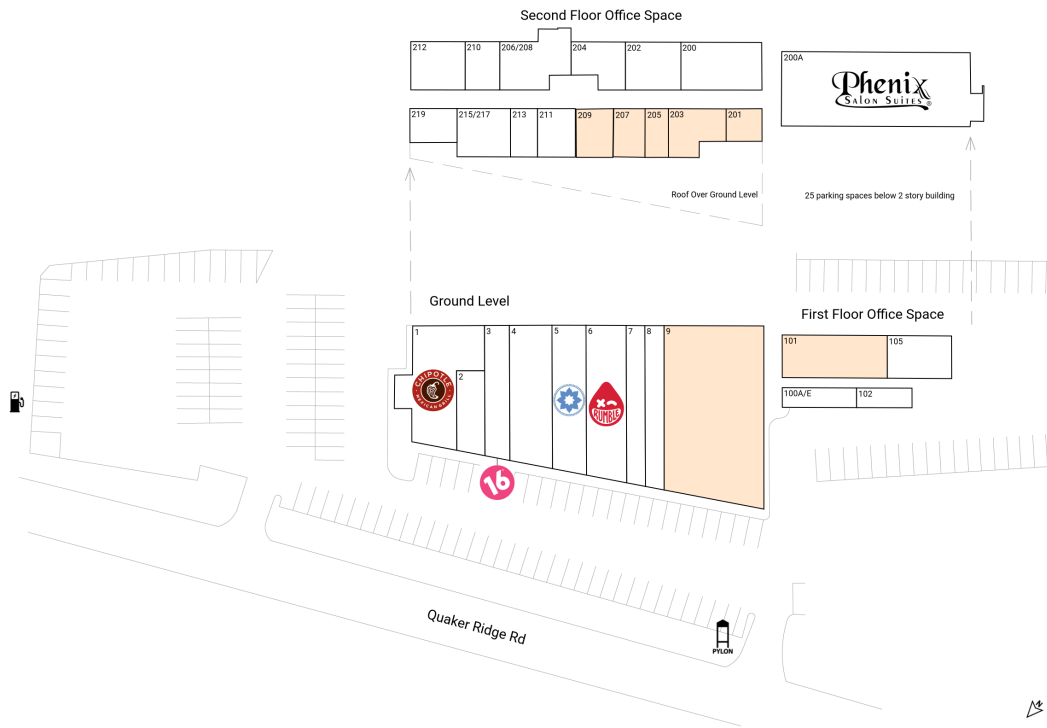 Second Floor Office Space
212
210
206/208
204
202
200
200A
Phenix
SALON SUITES®
219
215/217
213
211
209
207
205
203
201
Roof Over Ground Level
25 parking spaces below 2 story building
Ground Level
First Floor Office Space
1
2
3
4
5
6
7
8
9
101
105
100A/E
102
CHIPOTLE
MEXICAN GRILL
RUMBLE
16
Quaker Ridge Rd
PYLON
N